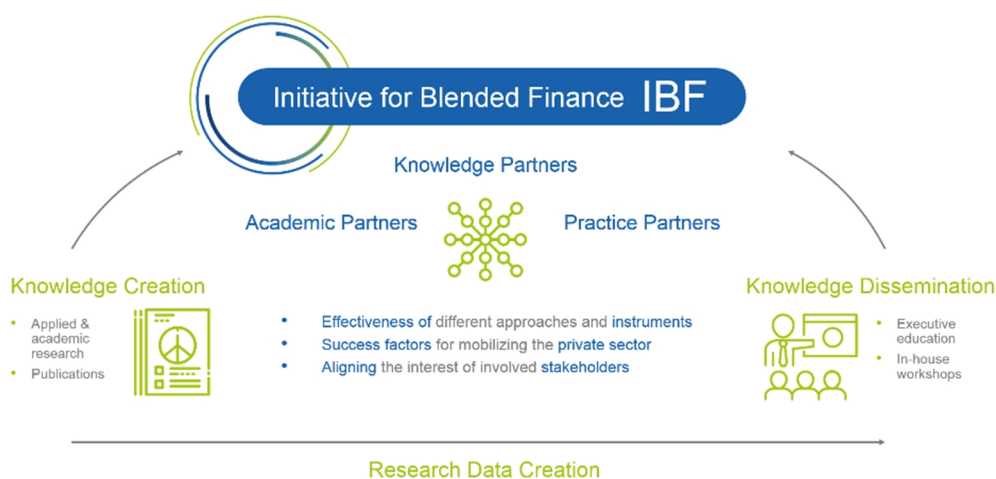 Initiative for Blended Finance IBF
Knowledge Partners
Academic Partners
Practice Partners
Knowledge Creation
• Applied &
academic
research
• Publications
• Effectiveness of different approaches and instruments
• Success factors for mobilizing the private sector
• Aligning the interest of involved stakeholders
Knowledge Dissemination
• Executive
education
• In-house
workshops
Research Data Creation